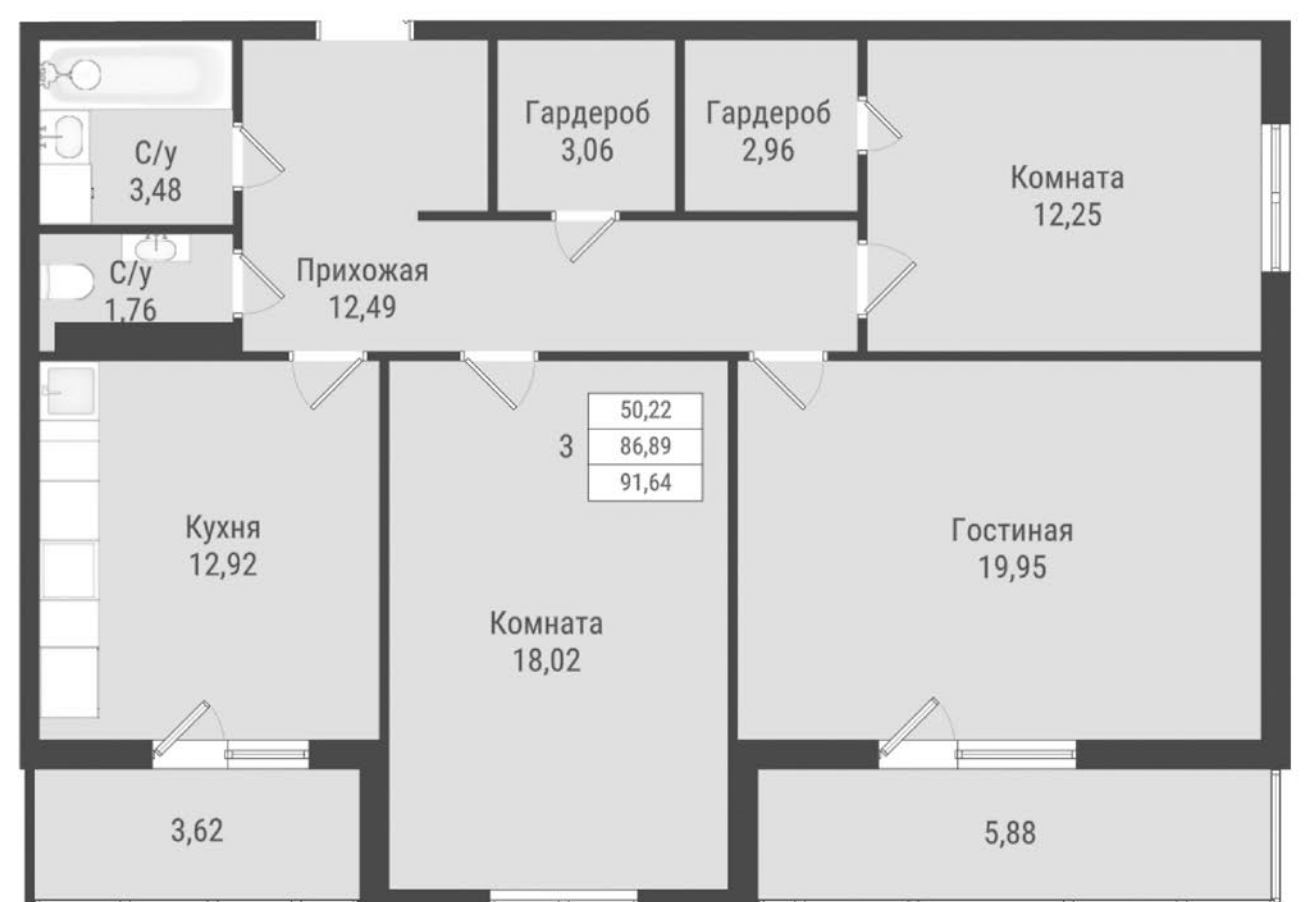 С/у
3,48
Гардероб
3,06
Гардероб
2,96
Комната
12,25
С/у
1,76
Прихожая
12,49
3
50,22
86,89
91,64
Кухня
12,92
Комната
18,02
Гостиная
19,95
3,62
5,88